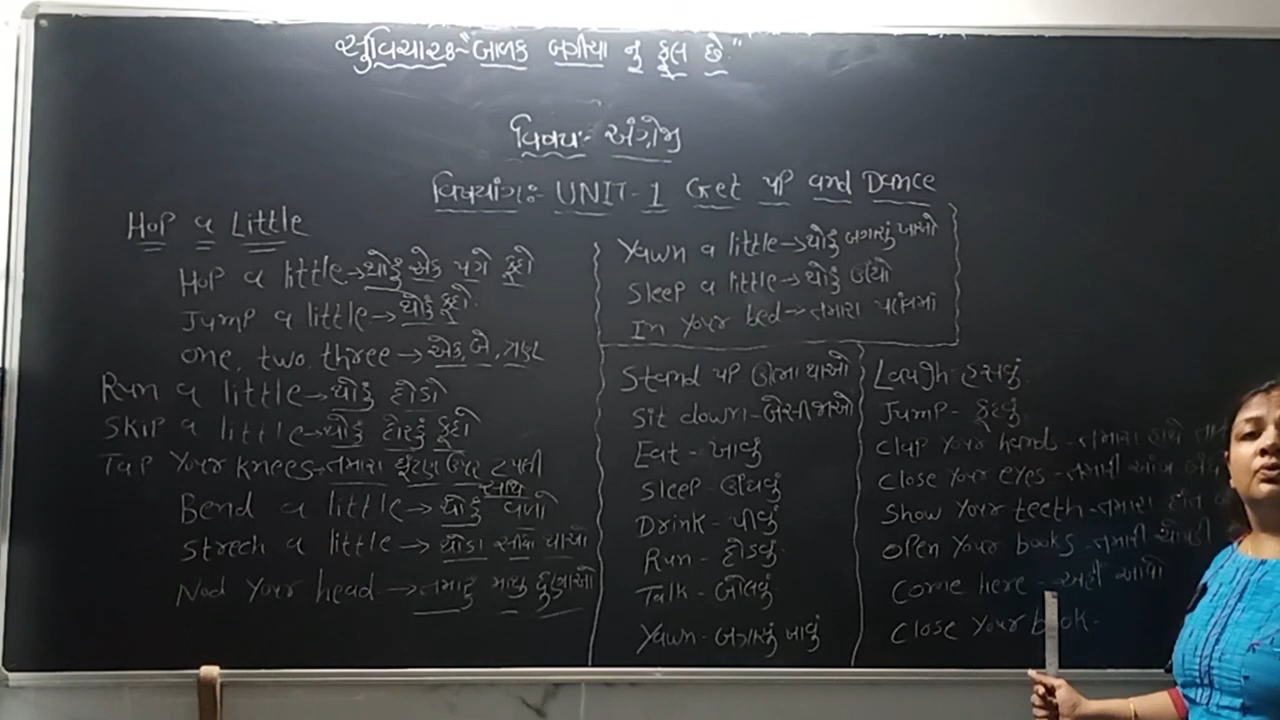 સુવિચારઃ- "બાળક બગીચા નુ ફૂલ છે"
વિષયઃ- અંગ્રેજી
વિષયાંગઃ- UNIT-1 Get up and Dance
Hop a Little
Hop a little → થોડું એક પગે કૂદો
Jump a little → થોડું કૂદો.
one, two, three → એક, બે, ત્રણ
Run a little → થોડું દોડો
Skip a little → થોડું દોરડું કૂદો
Tap Your knees - તમારા ઘૂંટણ ઉપર ટપલી
Bend a little → થોડું વળો
Strech a little → થોડા સીધા થાઓ
Nod Your head → તમારું માથુ ધુણાવો
Yawn a little → થોડું બગાસું ખાઓ
Sleep a little → થોડું ઊંઘો
In Your bed → તમારા પલંગમાં
Stand up ઊભા થાઓ
Sit down - બેસી જાઓ
Eat - ખાવું
Sleep - ઊંઘવું
Drink - પીવું
Run - દોડવું
Talk - બોલવું
Yawn - બગાસું ખાવું
Laugh - હસવું
Jump - કૂદવું
Clap Your hands - તમારા હાથે
Close Your eyes - તમારી આંખ
Show Your teeth - તમારા દાંત
Open Your books - તમારી ચોપડી
Come here - અહીં આવો
Close Your book -